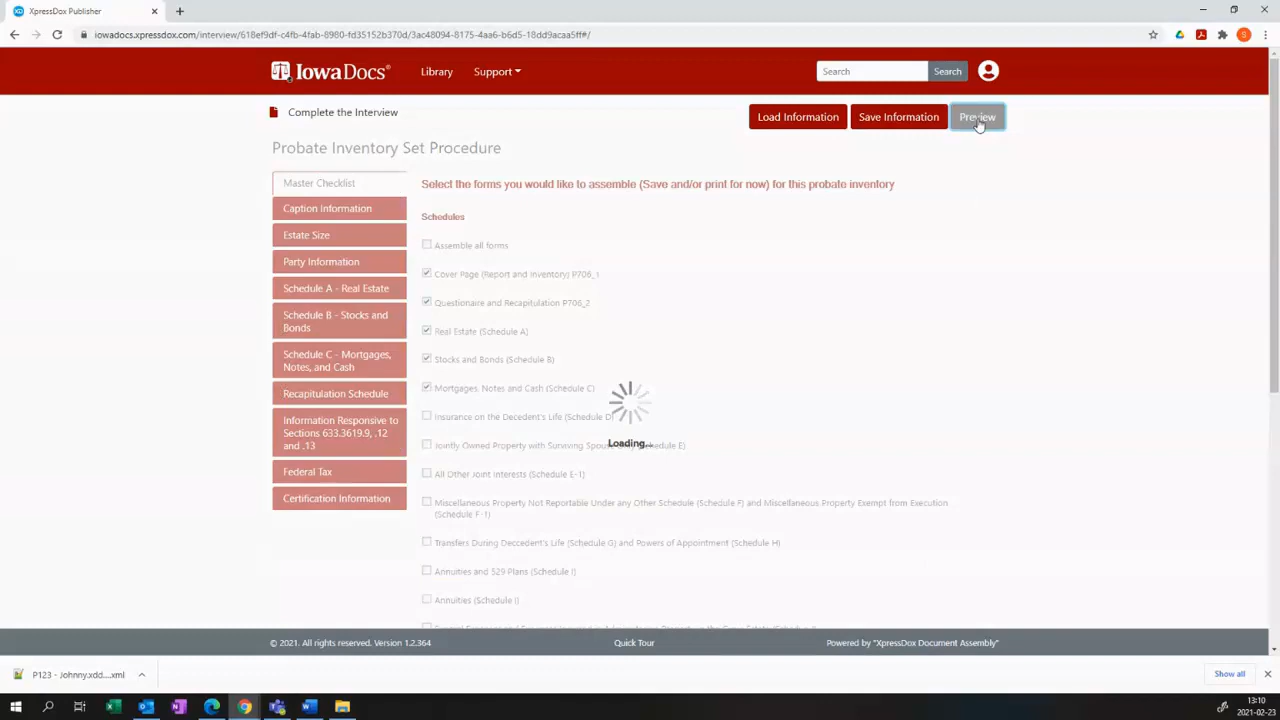 XpressDox Publisher
iowadocs.xpressdox.com/interview/618ef9df-c4fb-4fab-8980-fd35152b370d/3ac48094-8175-4aa6-b6d5-18dd9acaa5ff#/
S
IowaDocs®
Library
Support
Search
Search
Complete the Interview
Load Information
Save Information
Preview
Probate Inventory Set Procedure
Master Checklist
Caption Information
Estate Size
Party Information
Schedule A - Real Estate
Schedule B - Stocks and
Bonds
Schedule C - Mortgages,
Notes, and Cash
Recapitulation Schedule
Information Responsive to
Sections 633.3619.9, .12
and .13
Federal Tax
Certification Information
Select the forms you would like to assemble (Save and/or print for now) for this probate inventory
Schedules
Assemble all forms
Cover Page (Report and Inventory) P706_1
Questionaire and Recapitulation P706_2
Real Estate (Schedule A)
Stocks and Bonds (Schedule B)
Mortgages, Notes and Cash (Schedule C)
Insurance on the Decedent's Life (Schedule D)
Jointly Owned Property with Surviving Spouse Only (Schedule E)
Loading...
All Other Joint Interests (Schedule E-1)
Miscellaneous Property Not Reportable Under any Other Schedule (Schedule F) and Miscellaneous Property Exempt from Execution
(Schedule F-1)
Transfers During Deccedent's Life (Schedule G) and Powers of Appointment (Schedule H)
Annuities and 529 Plans (Schedule I)
Annuities (Schedule I)
© 2021. All rights reserved. Version 1.2.364
Quick Tour
Powered by "XpressDox Document Assembly"
P123 - Johnny.xdd....xml
Show all
13:10
2021-02-23